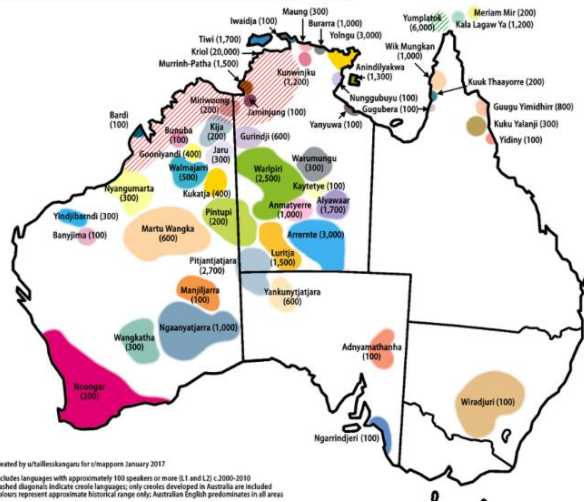 Maung (300)
Iwaidja (100)
Burarra (1,000)
Tiwi (1,700)
Yolngu (3,000)
Kriol (20,000)
Murrinh-Patha (1,500)
Kunwinjku
(1,200)
Anindilyakwa
(1,300)
Yumplatok
(6,000)
Meriam Mir (200)
Kala Lagaw Ya (1,200)
Wik Mungkan
(1,000)
Kuuk Thaayorre (200)
Nunggubuyu (100)
Gugubera (100)
Guugu Yimidhirr (800)
Kuku Yalanji (300)
Yidiny (100)
Yanyuwa (100)
Miriwoong
(200)
Jaminjung (100)
Bardi
(100)
Bunuba
(100)
Kija
(200)
Gurindji (600)
Gooniyandi (400)
Jaru
(300)
Walmajarri
(500)
Warlpiri
(2,500)
Warumungu
(300)
Nyangumarta
(300)
Kukatja (400)
Kaytetye (100)
Anmatyerre
(1,000)
Alyawaar
(1,700)
Yindjibarndi (300)
Banyjima (100)
Martu Wangka
(600)
Pintupi
(200)
Arrernte (3,000)
Luritja
(1,500)
Pitjantjatjara
(2,700)
Manjiljarra
(100)
Yankunytjatjara
(600)
Wangkatha
(300)
Ngaanyatjarra (1,000)
Noongar
(200)
Adnyamathanha
(100)
Wiradjuri (100)
Ngarrindjeri (100)
eated by u/taillesskangaru for r/mapporn January 2017
cludes languages with approximately 100 speakers or more (L1 and L2) c.2000-2010
ashed diagonals indicate creole languages; only creoles developed in Australia are included
olours represent approximate historical range only; Australian English predominates in all areas